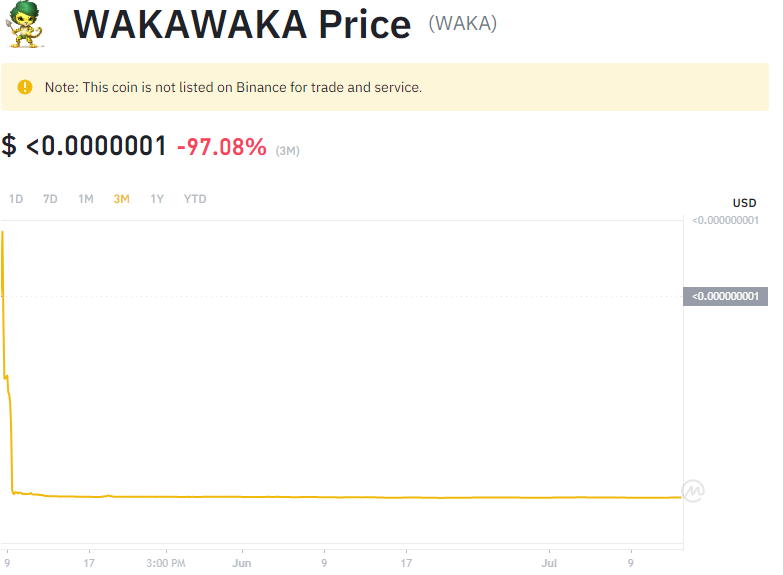 WAKAWAKA Price (WAKA)
Note: This coin is not listed on Binance for trade and service.
$ <0.0000001 -97.08% (3M)
1D 7D 1M 3M 1Y YTD
USD
<0.000000001
<0.000000001
9 17 3:00 PM Jun 9 17 Jul 9